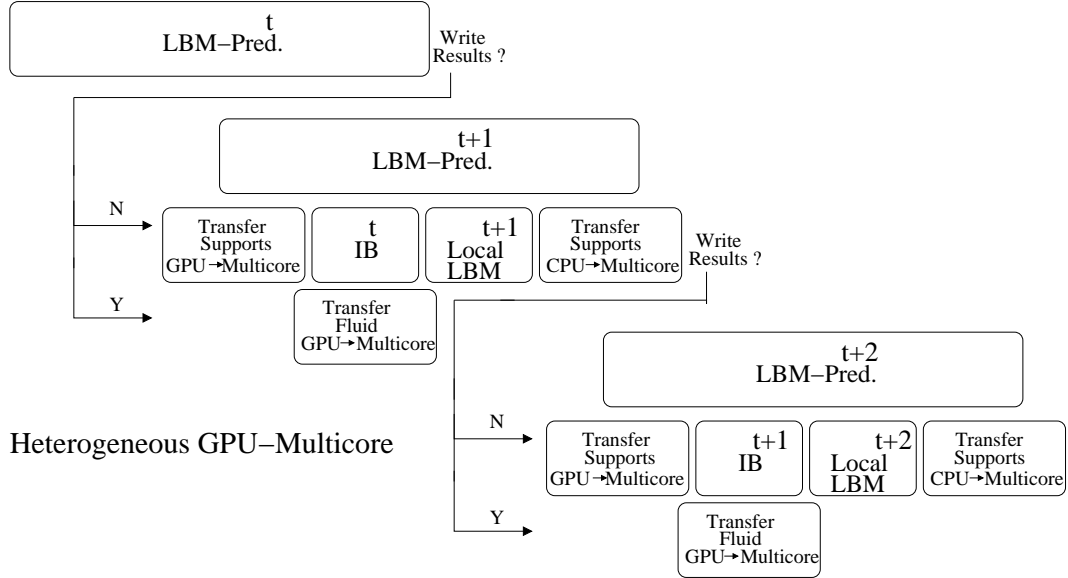 t
LBM–Pred.
Write
Results ?
t+1
LBM–Pred.
N
Transfer
Supports
GPU→Multicore
t
IB
t+1
Local
LBM
Transfer
Supports
CPU→Multicore
Write
Results ?
Y
Transfer
Fluid
GPU→Multicore
t+2
LBM–Pred.
Heterogeneous GPU–Multicore
N
Transfer
Supports
GPU→Multicore
t+1
IB
t+2
Local
LBM
Transfer
Supports
CPU→Multicore
Y
Transfer
Fluid
GPU→Multicore